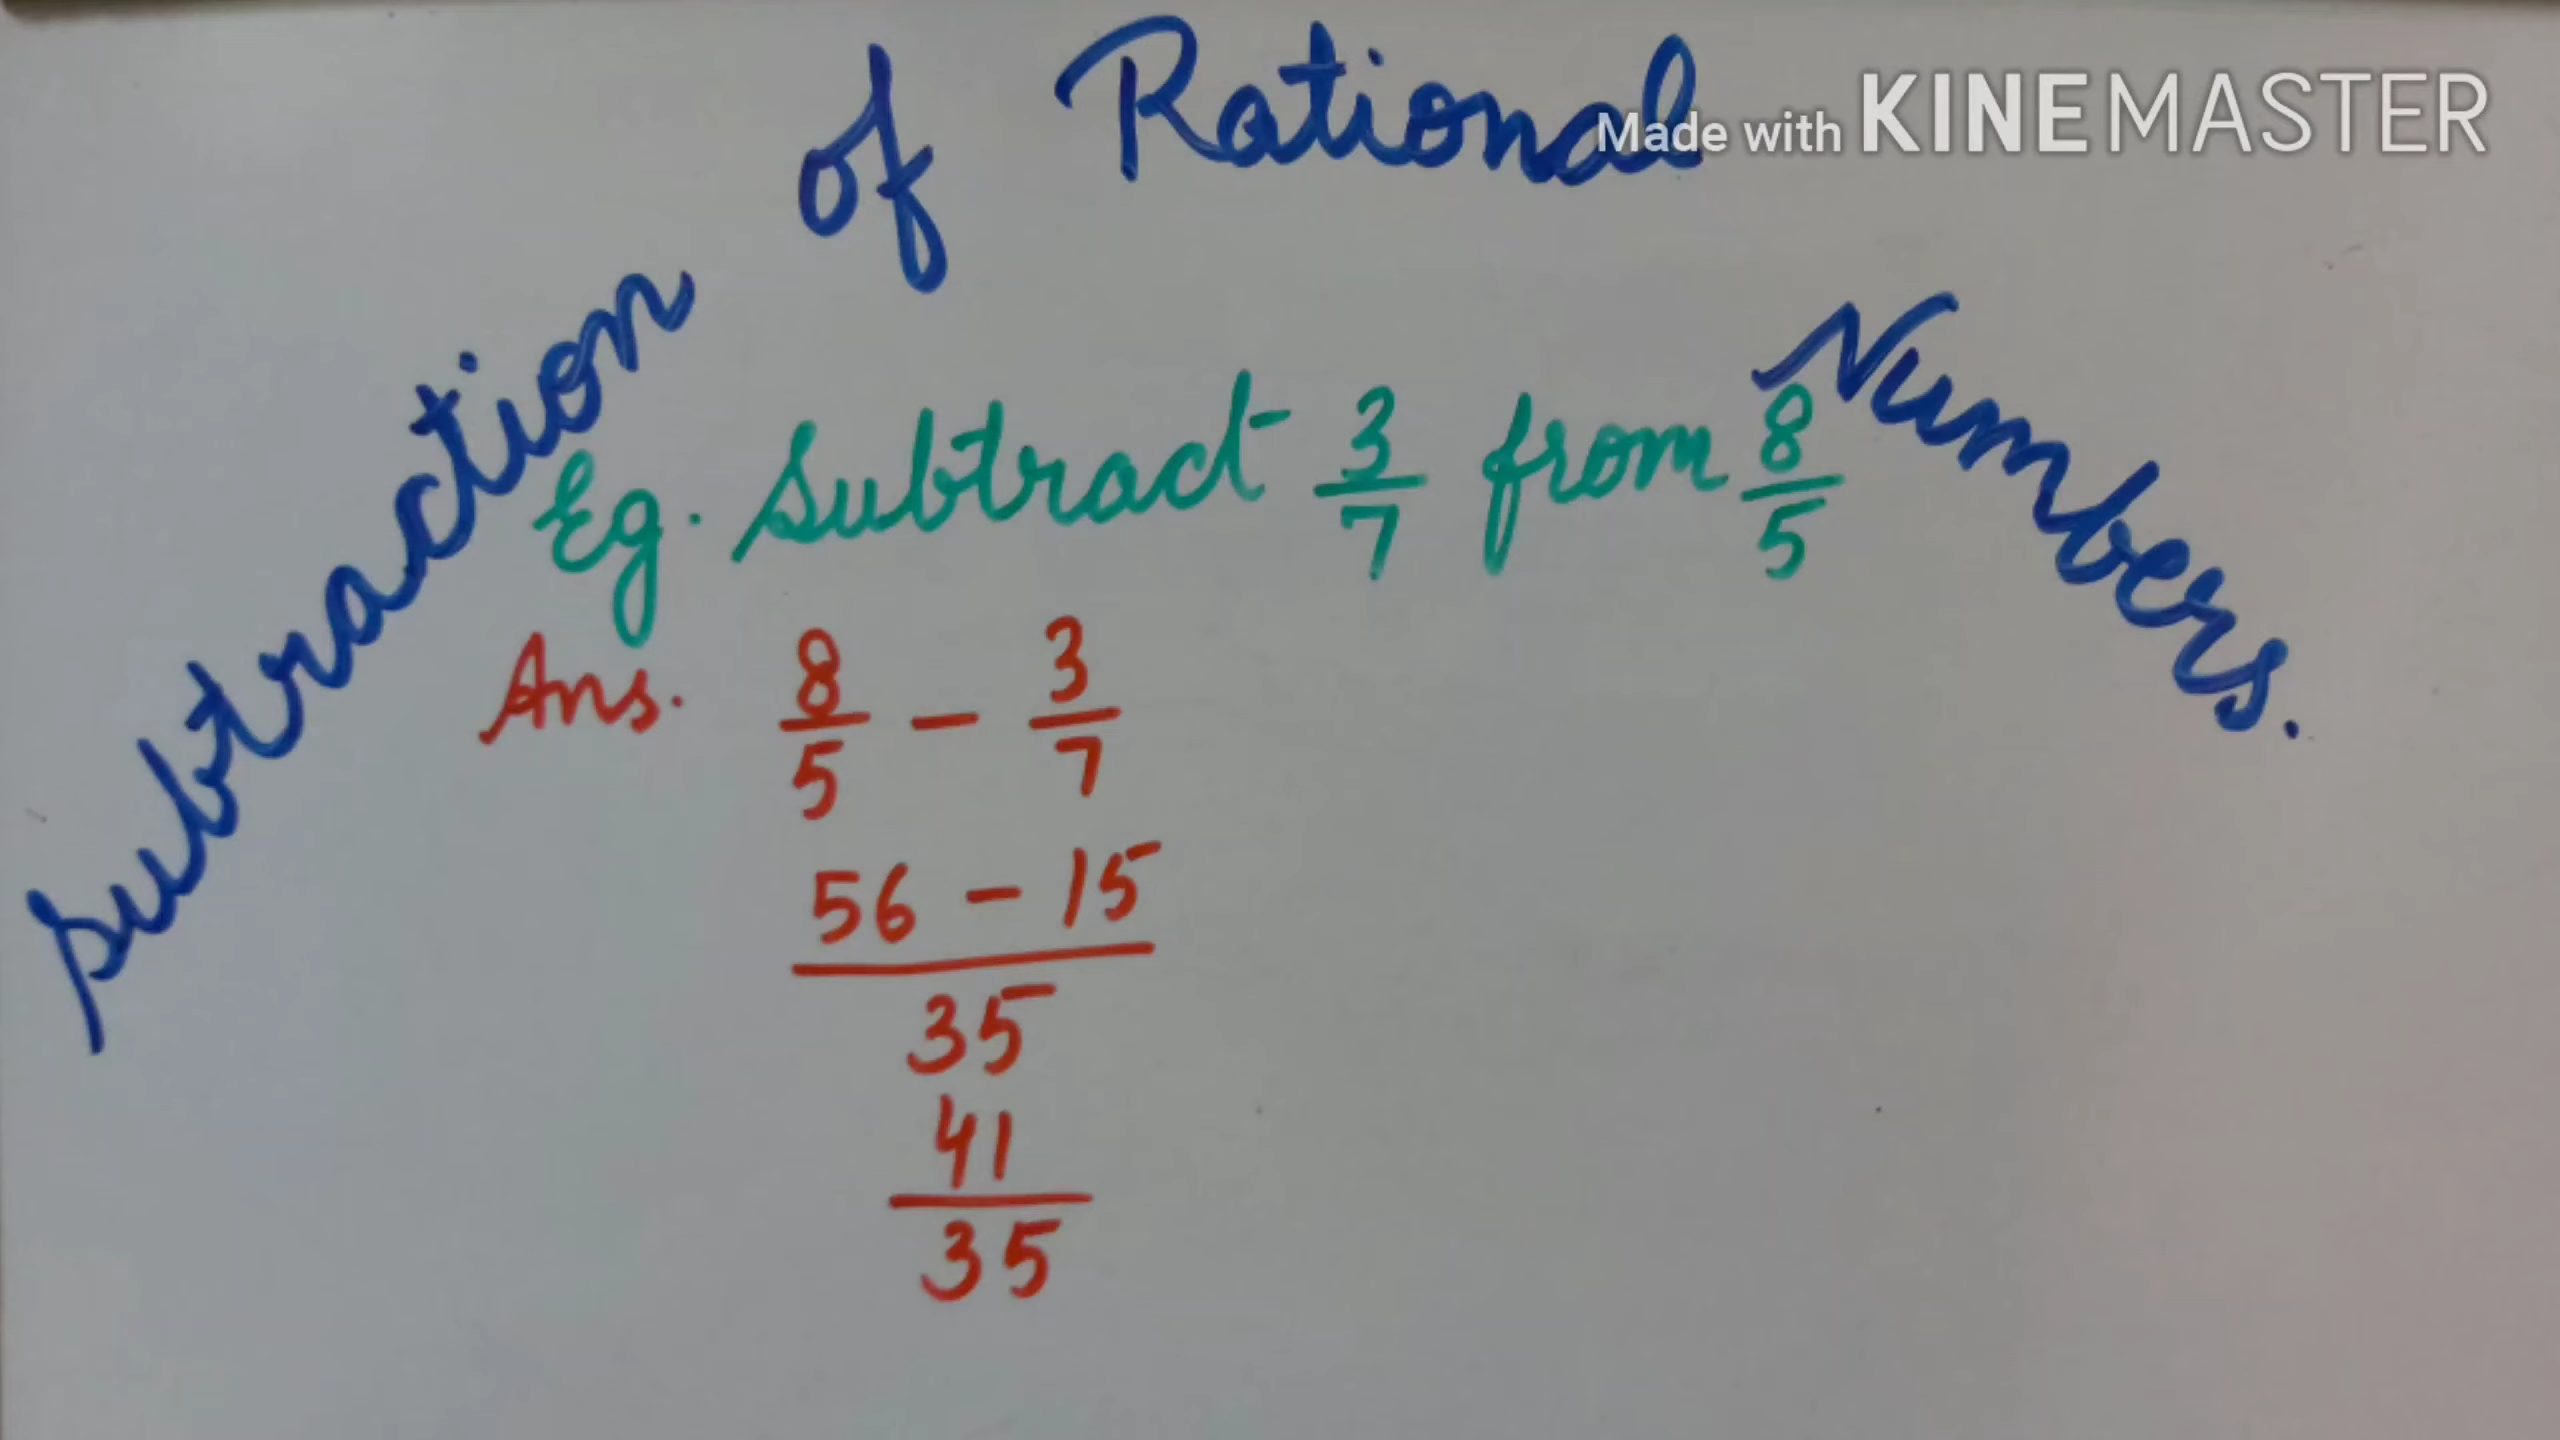 Subtraction of Rational Numbers.
Made with KINEMASTER
Eg. Subtract 3/7 from 8/5
Ans. 8/5 - 3/7
56 - 15
35
41
35